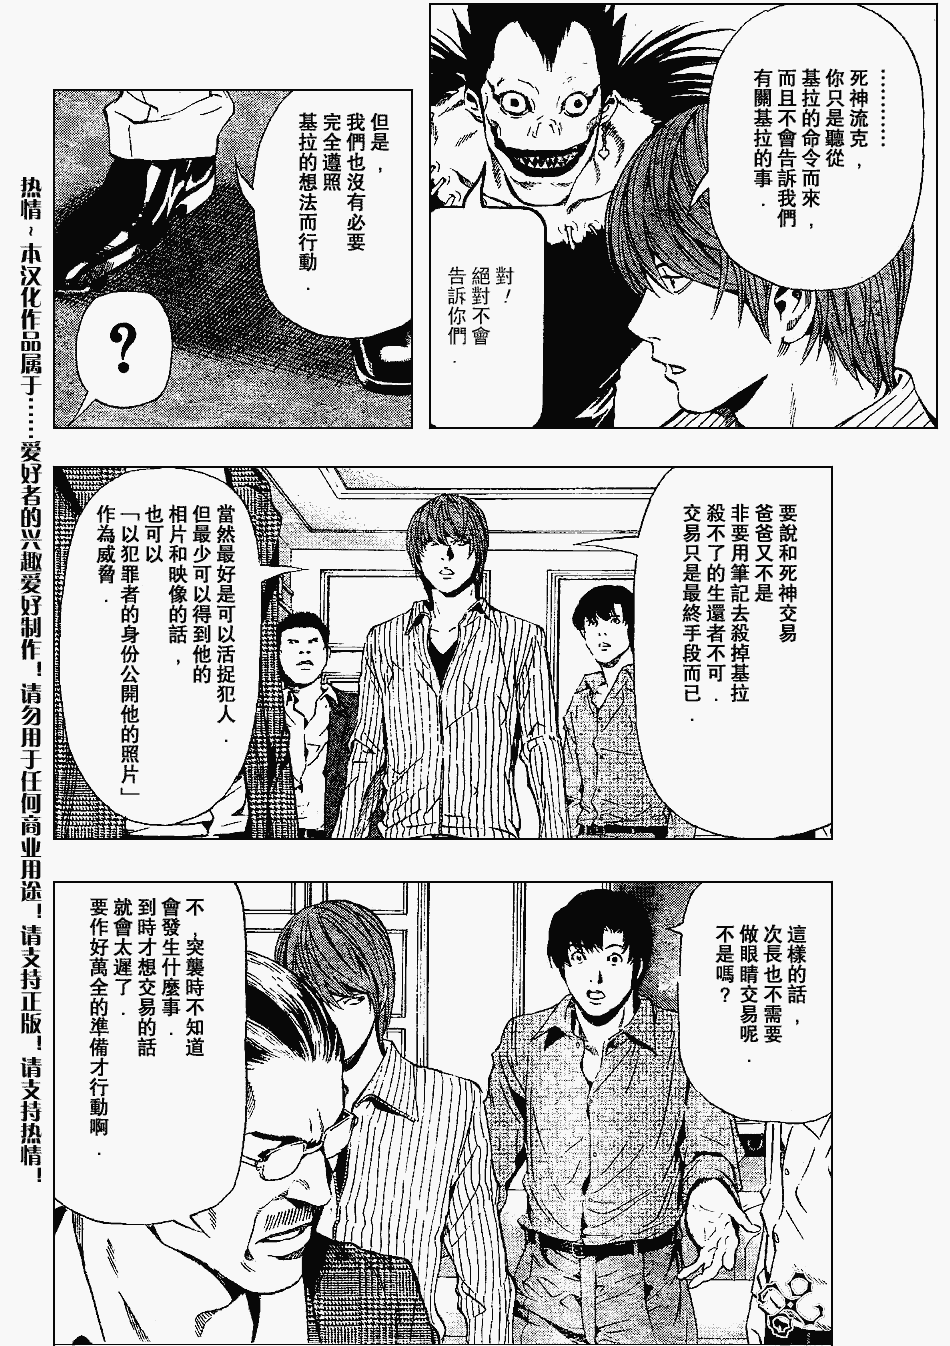 …………
死神流克，
你只是聽從
基拉的命令而來，
而且不會告訴我們
有關基拉的事．
對！
絕對不會
告訴你們．
但是，
我們也沒有必要
完全遵照
基拉的想法而行動．
？
要說和死神交易
爸爸又不是
非要用筆記去殺掉基拉
殺不了的生還者不可．
交易只是最終手段而已．
當然最好是可以活捉犯人．
但最少可以得到他的
相片和映像的話，
也可以
「以犯罪者的身份公開他的照片」
作為威脅．
這樣的話，
次長也不需要
做眼睛交易呢．
不是嗎？
不，突襲時不知道
會發生什麼事．
到時才想交易的話
就會太遲了．
要作好萬全的準備才行動啊．
热情～本汉化作品属于……爱好者的兴趣爱好制作！请勿用于任何商业用途！请支持正版！请支持热情！